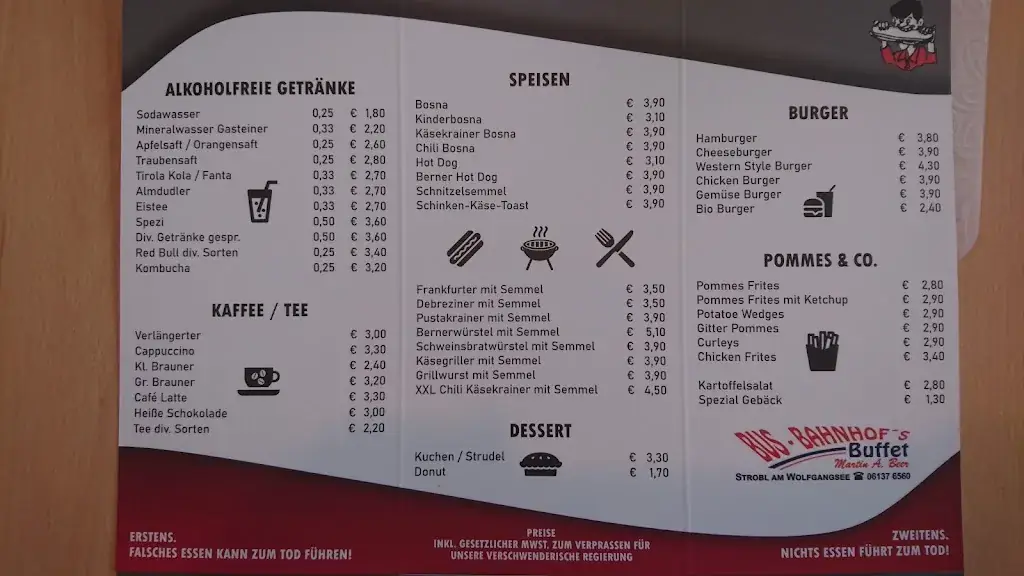 ALKOHOLFREIE GETRÄNKE
Sodawasser 0,25 € 1,80
Mineralwasser Gasteiner 0,33 € 2,20
Apfelsaft / Orangensaft 0,25 € 2,60
Traubensaft 0,25 € 2,80
Tirola Kola / Fanta 0,33 € 2,70
Almdudler 0,33 € 2,70
Eistee 0,33 € 2,70
Spezi 0,50 € 3,60
Div. Getränke gespr. 0,50 € 3,60
Red Bull div. Sorten 0,25 € 3,40
Kombucha 0,25 € 3,20
KAFFEE / TEE
Verlängerter € 3,00
Cappuccino € 3,30
Kl. Brauner € 2,40
Gr. Brauner € 3,20
Café Latte € 3,30
Heiße Schokolade € 3,00
Tee div. Sorten € 2,20
ERSTENS.
FALSCHES ESSEN KANN ZUM TOD FÜHREN!
SPEISEN
Bosna € 3,90
Kinderbosna € 3,10
Käsekrainer Bosna € 3,90
Chili Bosna € 3,90
Hot Dog € 3,10
Berner Hot Dog € 3,90
Schnitzelsemmel € 3,90
Schinken-Käse-Toast € 3,90
Frankfurter mit Semmel € 3,50
Debreziner mit Semmel € 3,50
Pustakrainer mit Semmel € 3,90
Bernerwürstel mit Semmel € 5,10
Schweinsbratwürstel mit Semmel € 3,90
Käsegriller mit Semmel € 3,90
Grillwurst mit Semmel € 3,90
XXL Chili Käsekrainer mit Semmel € 4,50
DESSERT
Kuchen / Strudel € 3,30
Donut € 1,70
PREISE
INKL. GESETZLICHER MWST. ZUM VERPRASSEN FÜR
UNSERE VERSCHWENDERISCHE REGIERUNG
BURGER
Hamburger € 3,80
Cheeseburger € 3,90
Western Style Burger € 4,30
Chicken Burger € 3,90
Gemüse Burger € 3,90
Bio Burger € 2,40
POMMES & CO.
Pommes Frites € 2,80
Pommes Frites mit Ketchup € 2,90
Potatoe Wedges € 2,90
Gitter Pommes € 2,90
Curleys € 2,90
Chicken Frites € 3,40
Kartoffelsalat € 2,80
Spezial Gebäck € 1,30
BUS-BAHNHOF´S
Buffet
Martin A. Beer
STROBL AM WOLFGANGSEE ☎ 06137 6560
ZWEITENS.
NICHTS ESSEN FÜHRT ZUM TOD!